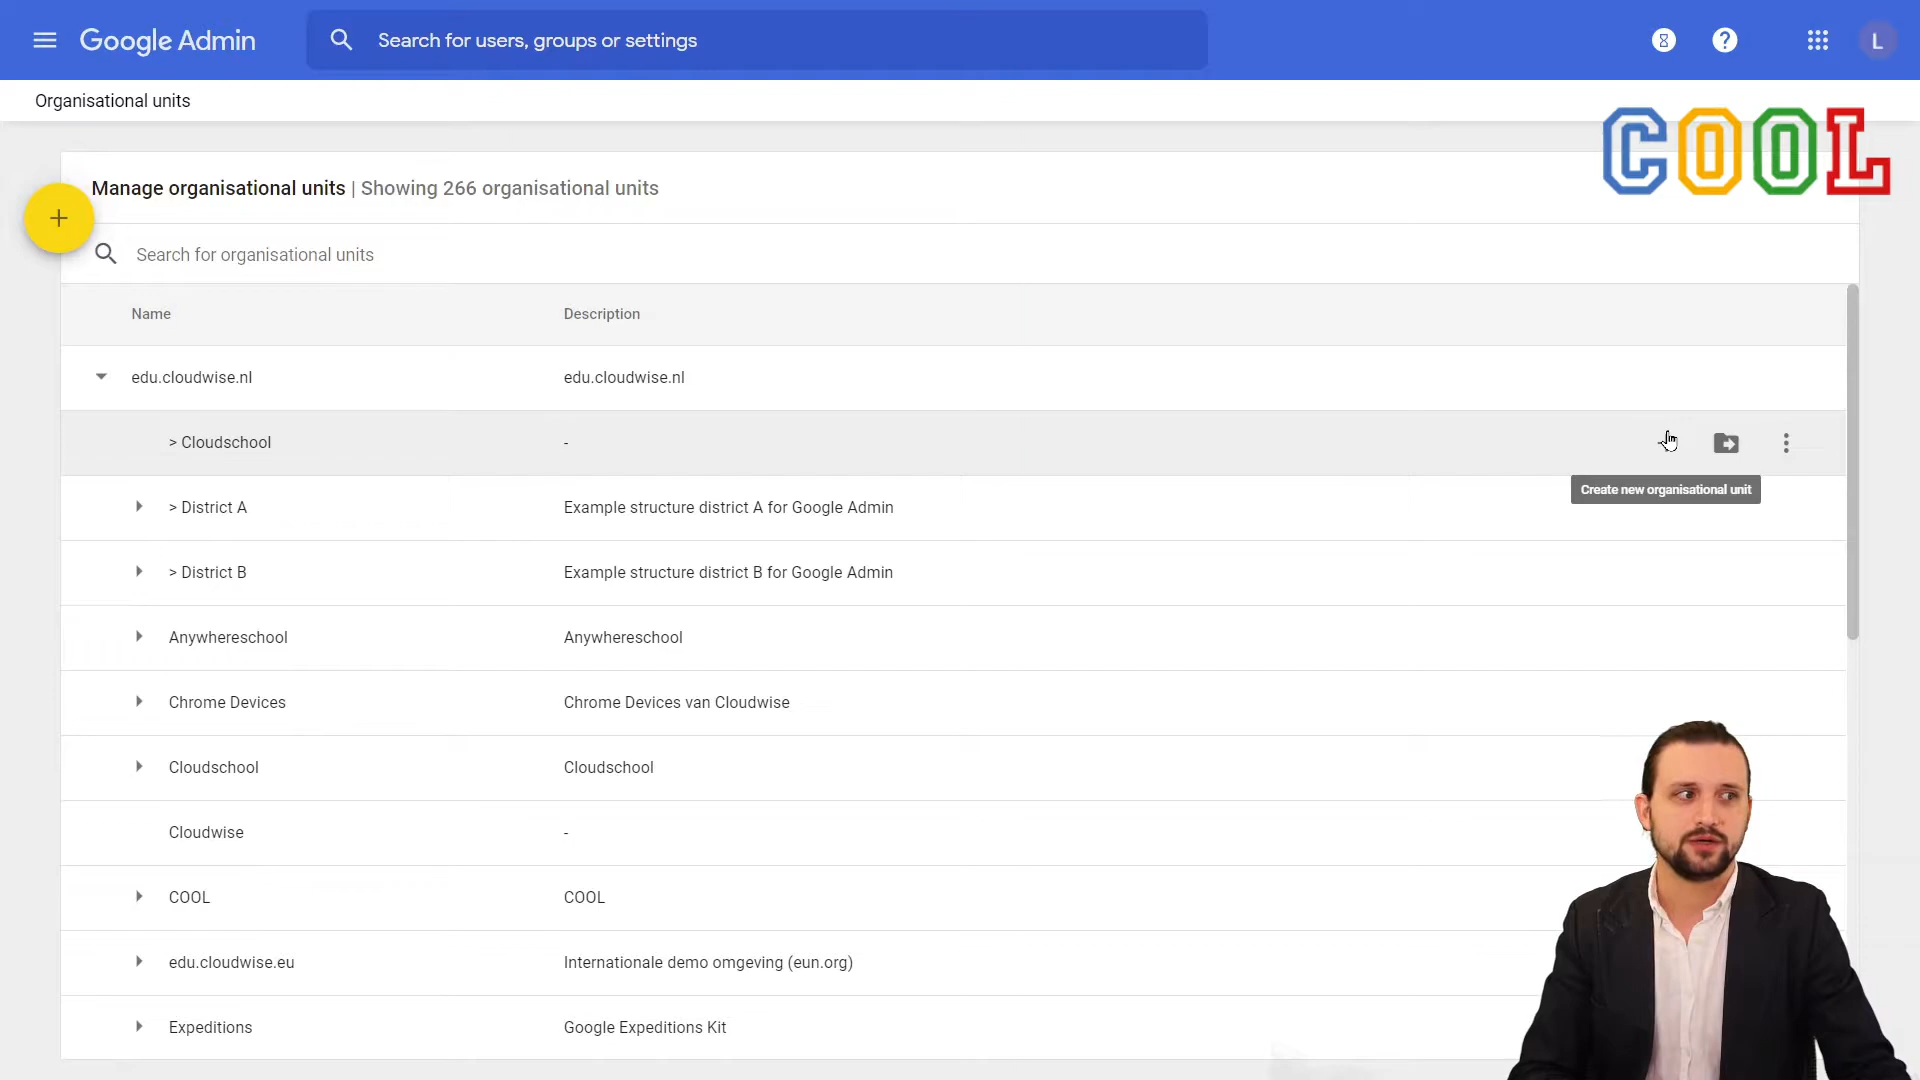 Google Admin
Search for users, groups or settings
?
L
Organisational units
COOL
Manage organisational units | Showing 266 organisational units
+
Search for organisational units
Name Description
edu.cloudwise.nl edu.cloudwise.nl
> Cloudschool -
Create new organisational unit
> District A Example structure district A for Google Admin
> District B Example structure district B for Google Admin
Anywhereschool Anywhereschool
Chrome Devices Chrome Devices van Cloudwise
Cloudschool Cloudschool
Cloudwise -
COOL COOL
edu.cloudwise.eu Internationale demo omgeving (eun.org)
Expeditions Google Expeditions Kit